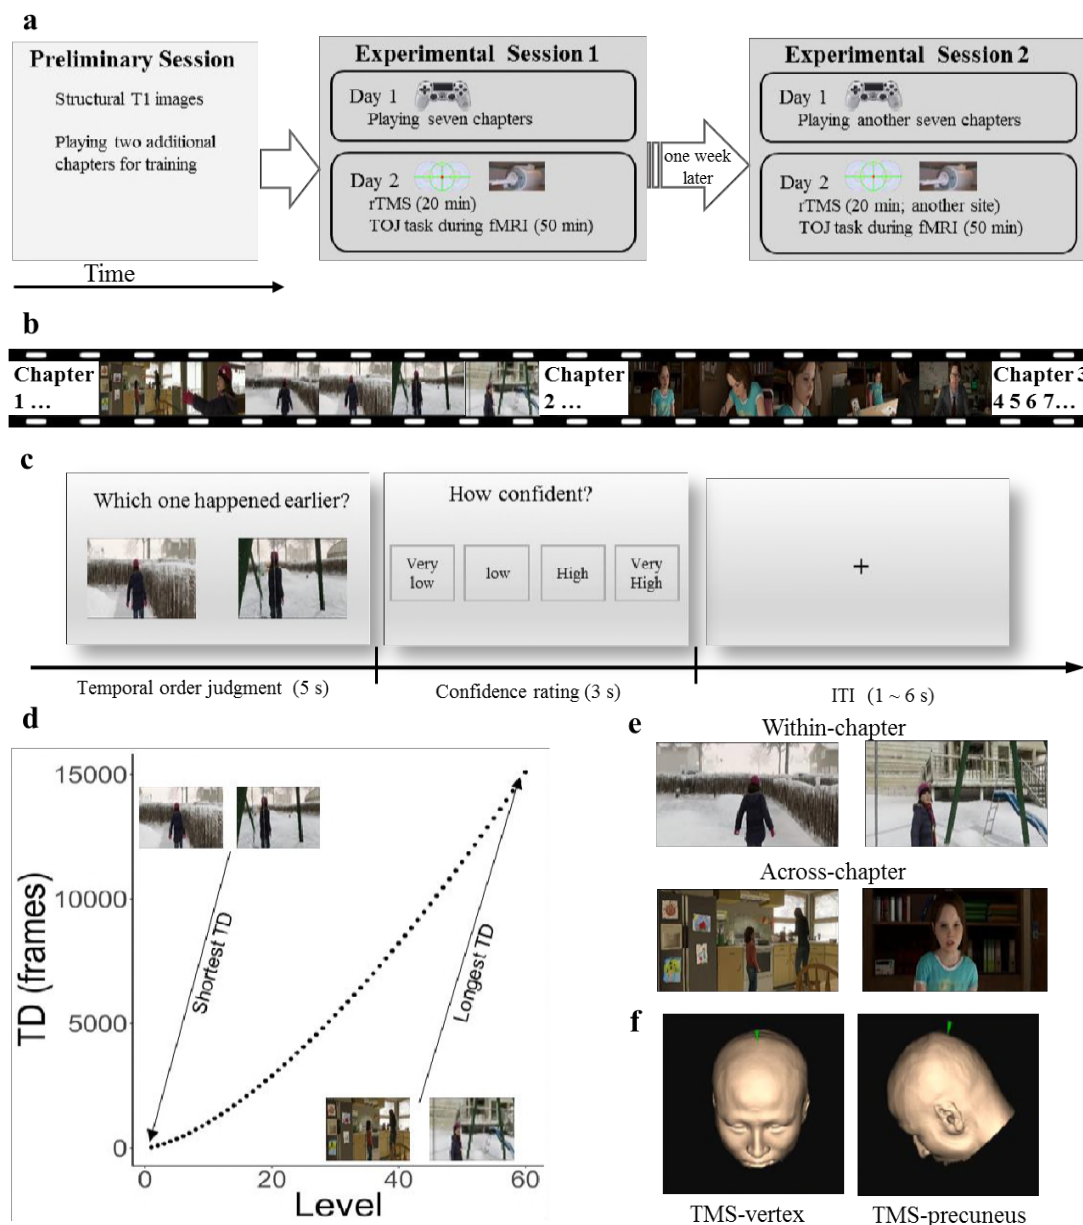 a
Preliminary Session
Structural T1 images
Playing two additional
chapters for training
Time
Experimental Session 1
Day 1
Playing seven chapters
Day 2
rTMS (20 min)
TOJ task during fMRI (50 min)
one week
later
Experimental Session 2
Day 1
Playing another seven chapters
Day 2
rTMS (20 min; another site)
TOJ task during fMRI (50 min)
b
Chapter
1 ...
Chapter
2 ...
Chapter 3
4 5 6 7...
c
Which one happened earlier?
How confident?
Very
low
low
High
Very
High
+
Temporal order judgment (5 s)
Confidence rating (3 s)
ITI (1 ~ 6 s)
d
TD (frames)
15000
10000
5000
0
Shortest TD
Longest TD
0
20
40
60
Level
e
Within-chapter
Across-chapter
f
TMS-vertex
TMS-precuneus